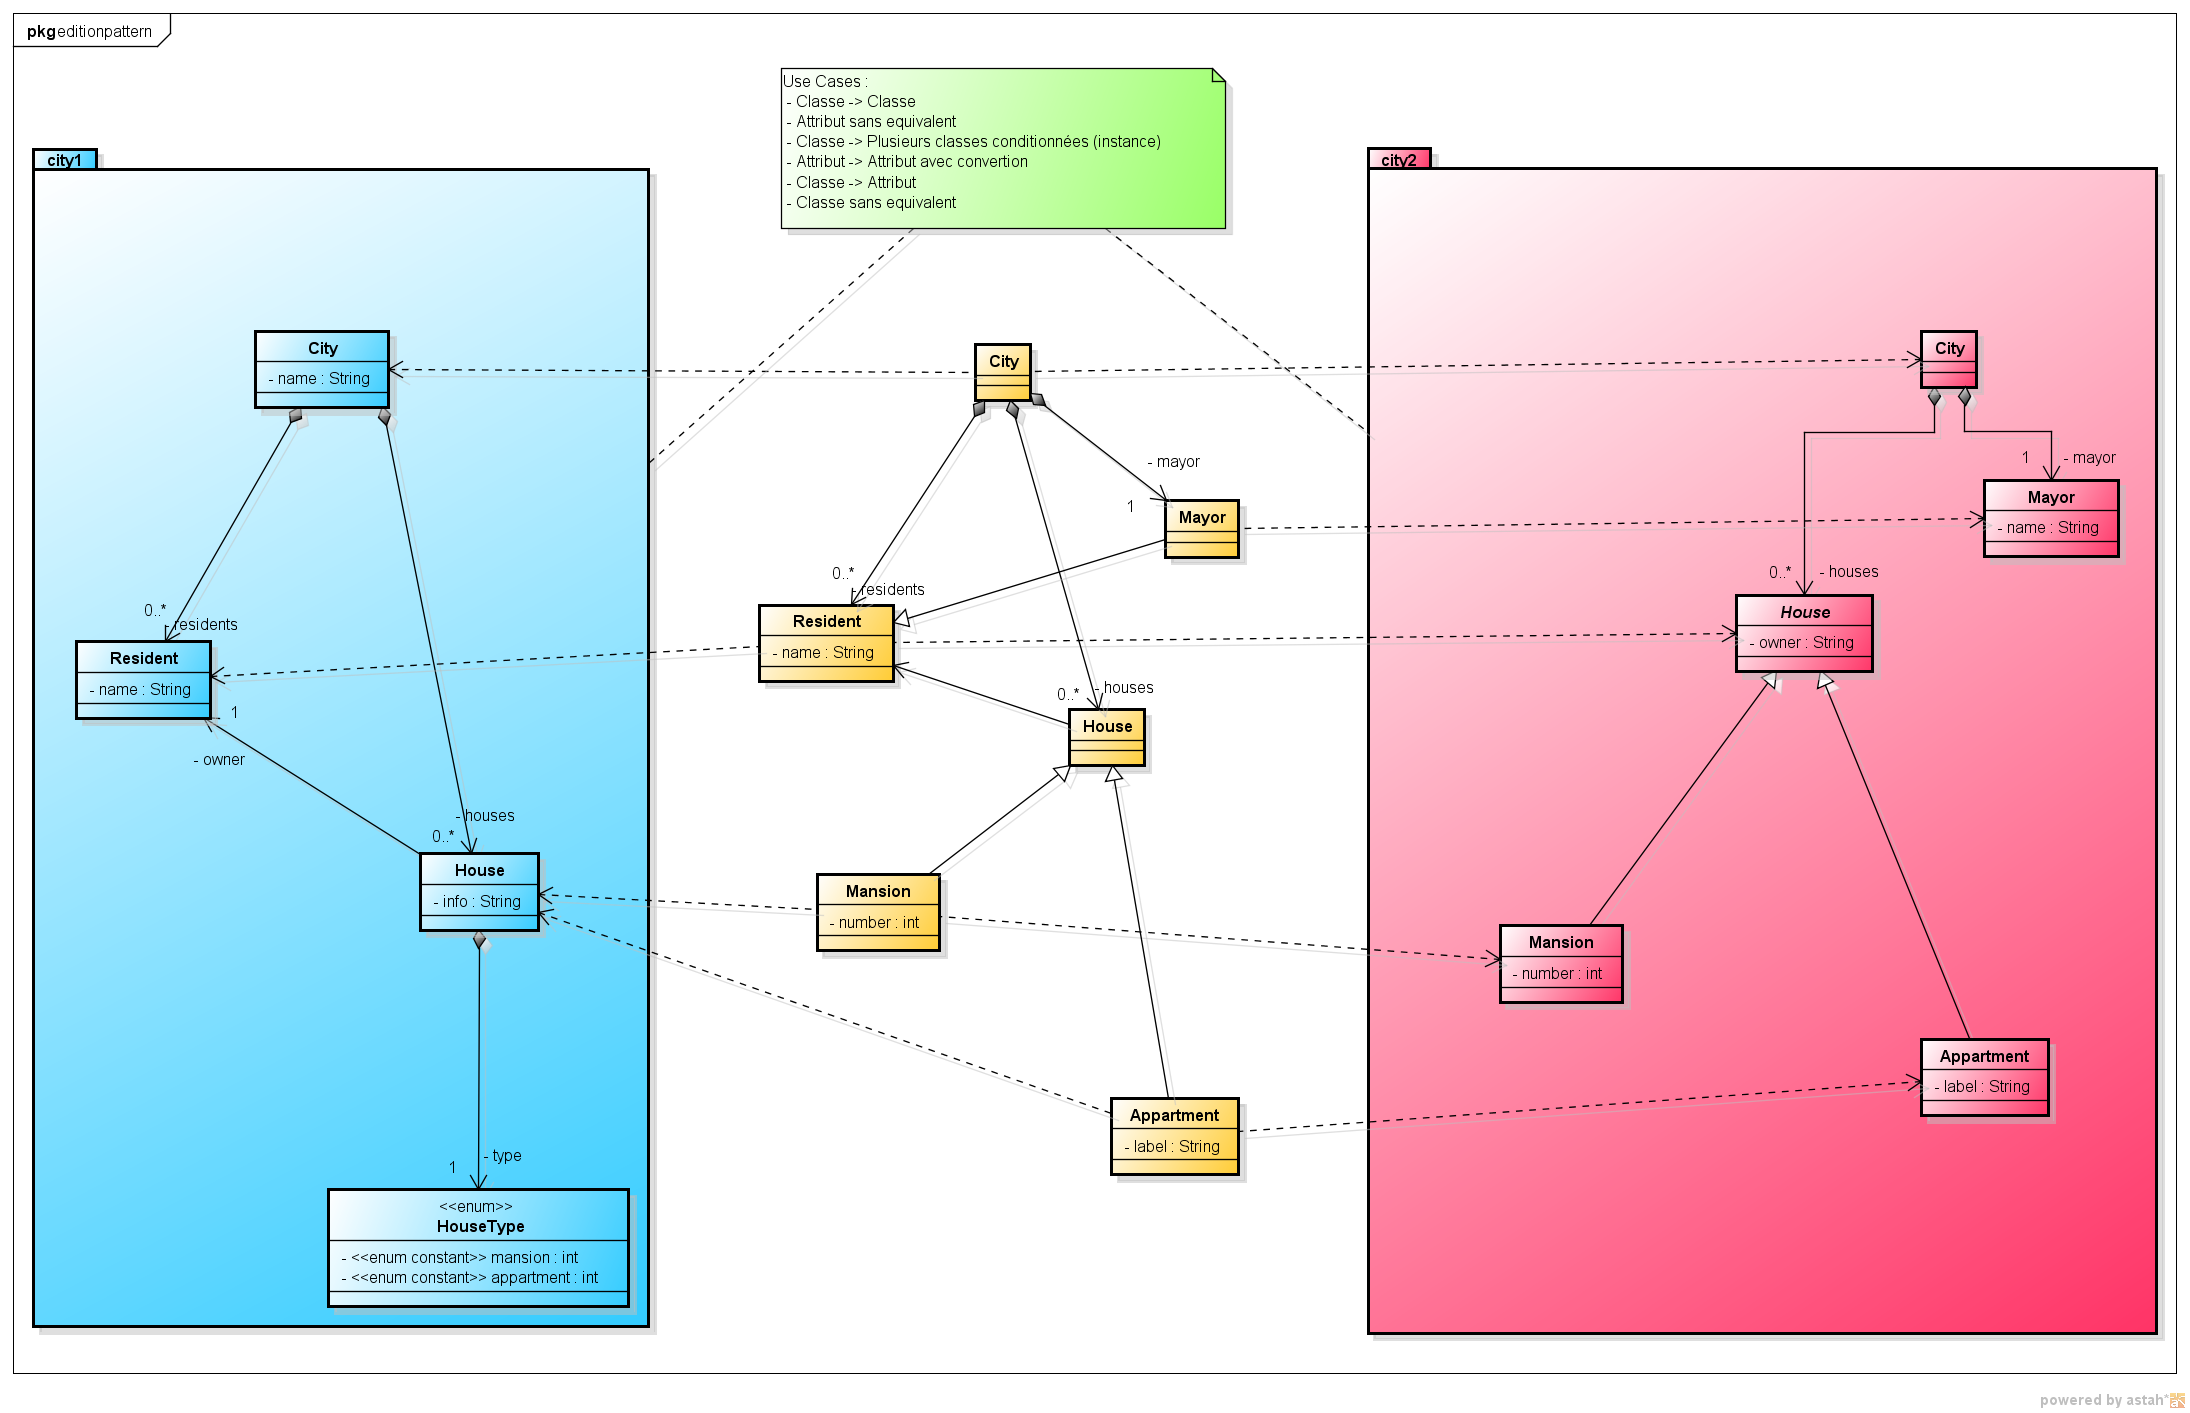 pkg editionpattern
Use Cases :
- Classe -> Classe
- Attribut sans equivalent
- Classe -> Plusieurs classes conditionnées (instance)
- Attribut -> Attribut avec convertion
- Classe -> Attribut
- Classe sans equivalent
city1
City
- name : String
0..*
- residents
Resident
- name : String
1
- owner
- houses
0..*
House
- info : String
- type
1
<<enum>>
HouseType
- <<enum constant>> mansion : int
- <<enum constant>> appartment : int
City
- mayor
1
Mayor
0..*
- residents
Resident
- name : String
0..*
- houses
House
Mansion
- number : int
Appartment
- label : String
city2
City
1
- mayor
Mayor
- name : String
0..*
- houses
House
- owner : String
Mansion
- number : int
Appartment
- label : String
powered by astah*